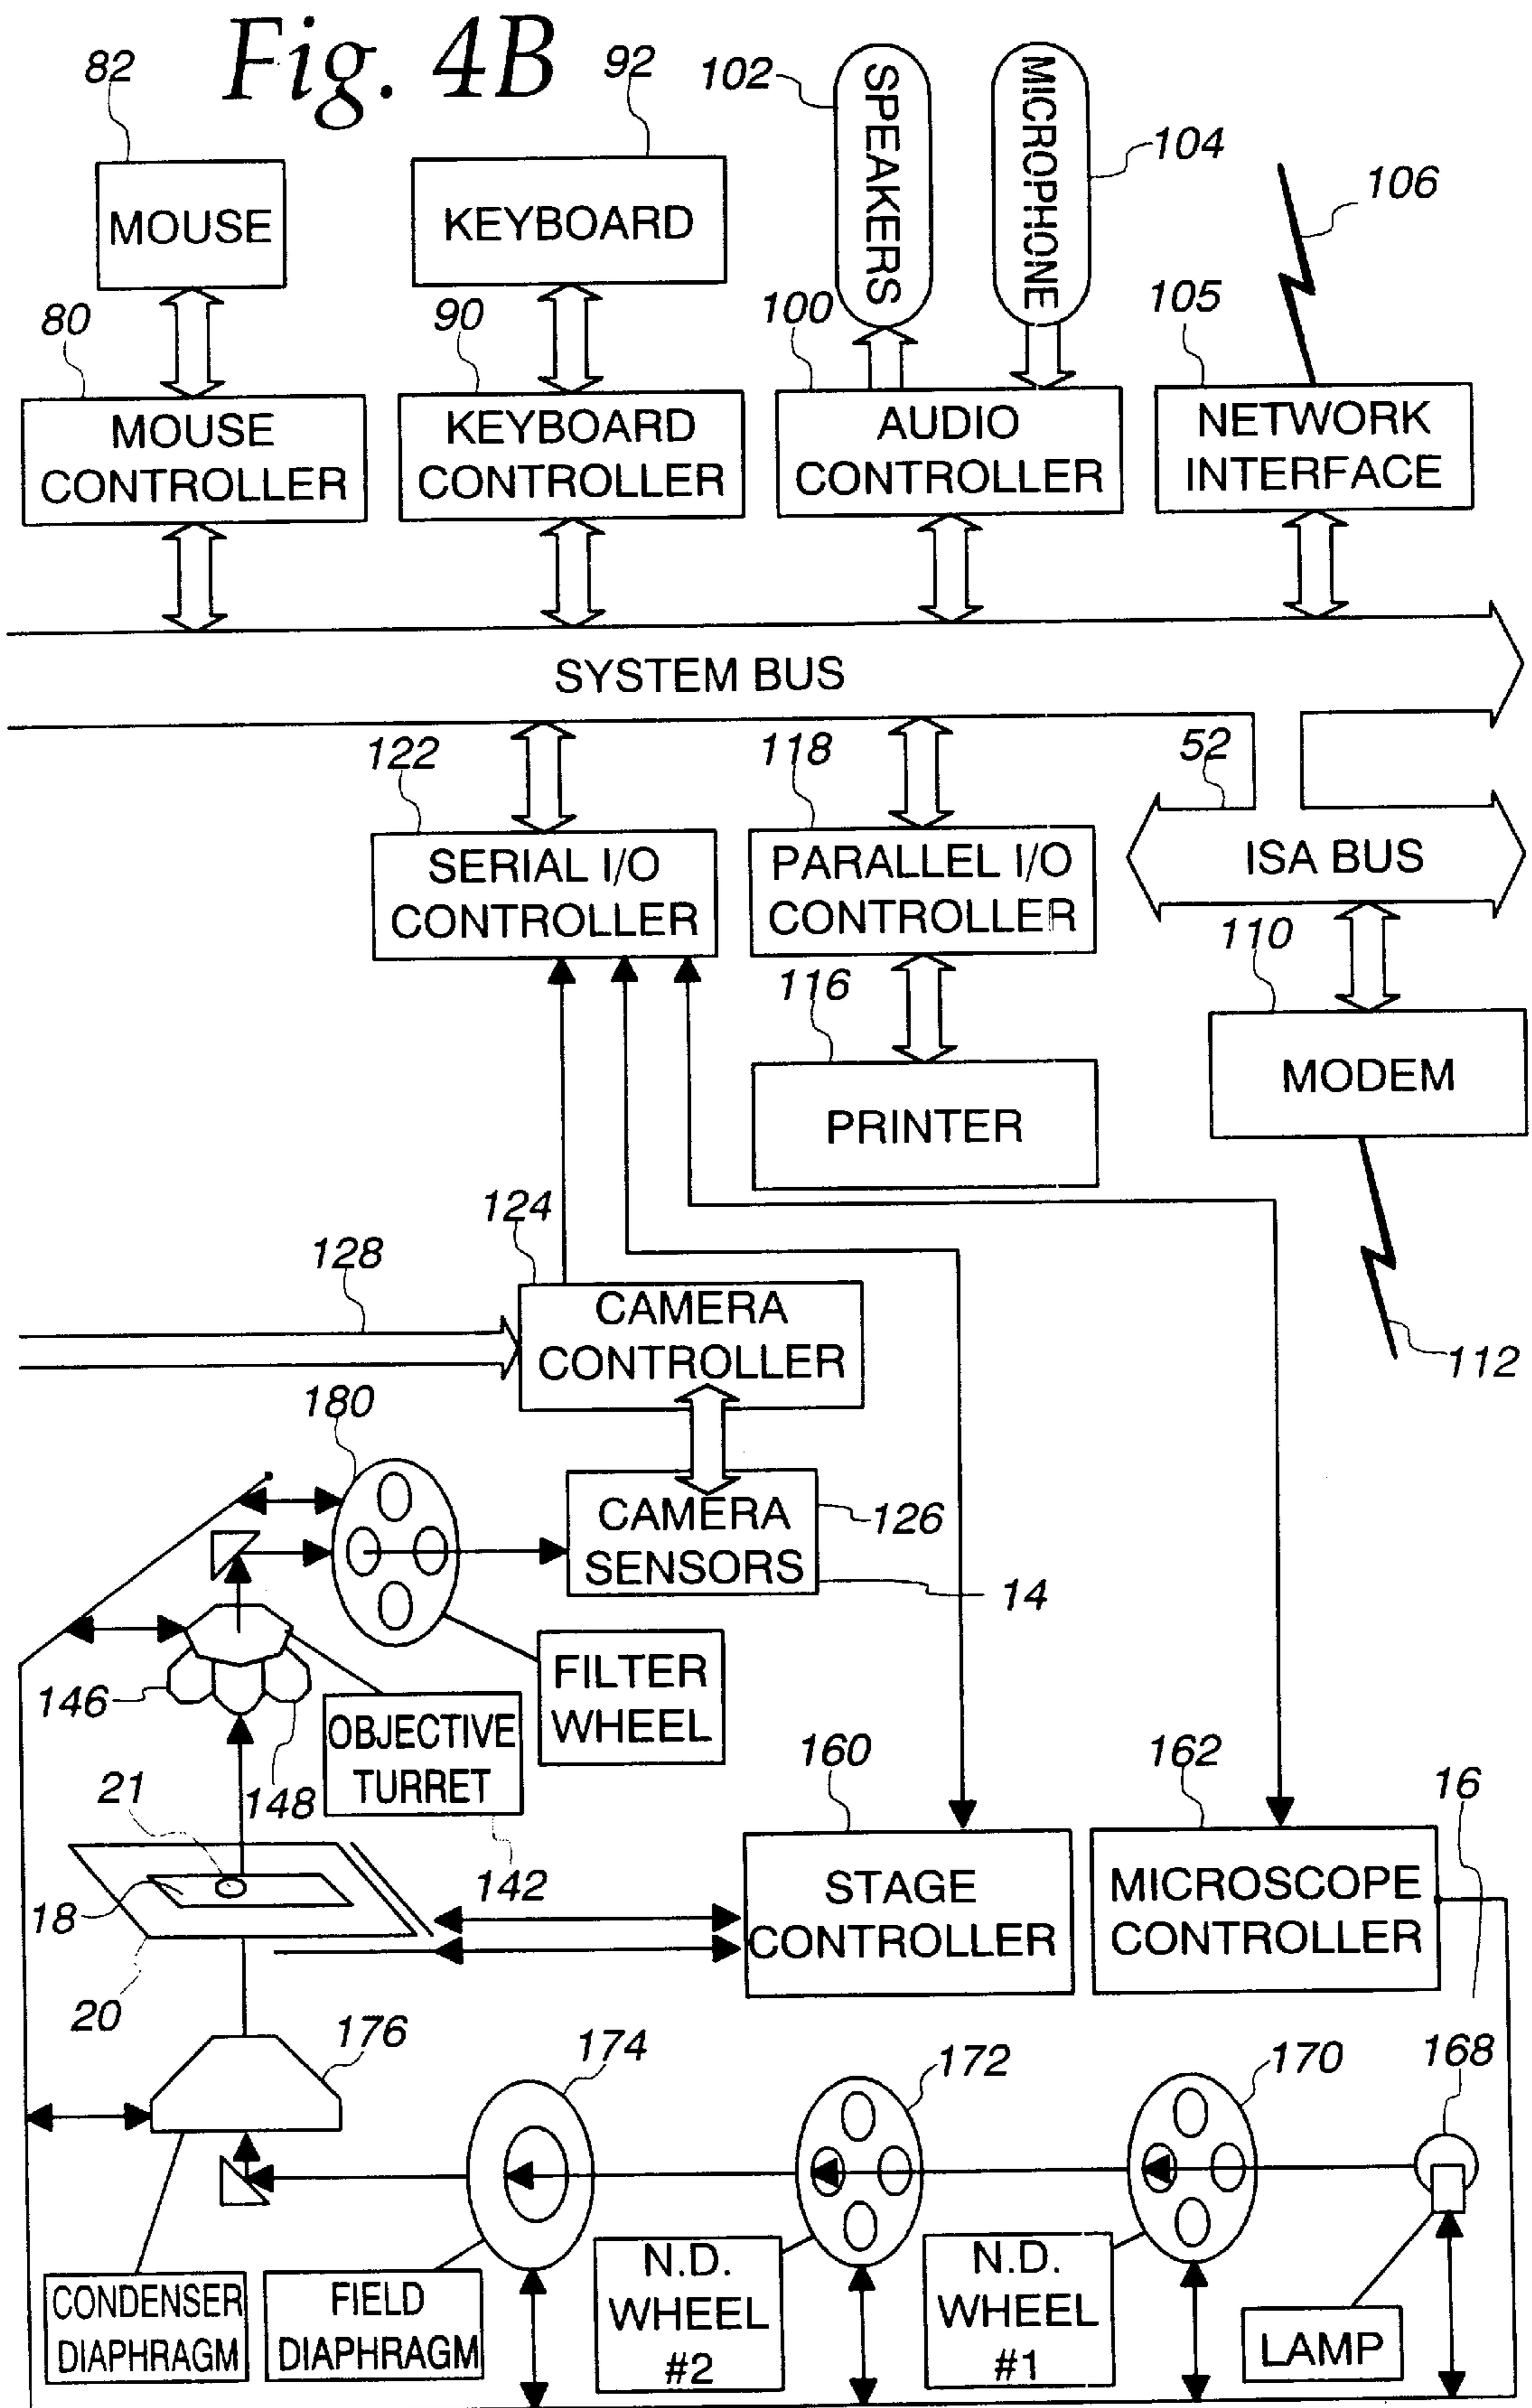 Fig. 4B
82
92
102
SPEAKERS
MICROPHONE
104
106
MOUSE
KEYBOARD
80
90
100
105
MOUSE
CONTROLLER
KEYBOARD
CONTROLLER
AUDIO
CONTROLLER
NETWORK
INTERFACE
SYSTEM BUS
122
118
52
SERIAL I/O
CONTROLLER
PARALLEL I/O
CONTROLLER
ISA BUS
110
116
MODEM
PRINTER
124
128
CAMERA
CONTROLLER
112
180
CAMERA
SENSORS
126
14
FILTER
WHEEL
146
148
OBJECTIVE
TURRET
142
160
162
16
21
18
20
STAGE
CONTROLLER
MICROSCOPE
CONTROLLER
176
174
172
170
168
CONDENSER
DIAPHRAGM
FIELD
DIAPHRAGM
N.D.
WHEEL
#2
N.D.
WHEEL
#1
LAMP